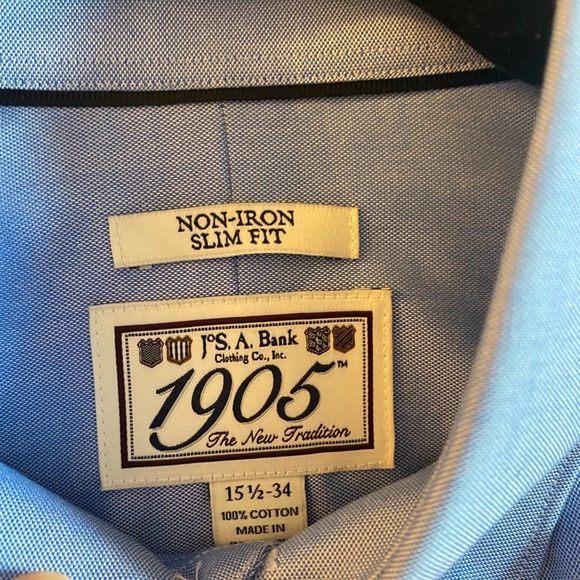 NON-IRON
SLIM FIT
JoS. A. Bank
Clothing Co., Inc.
1905™
The New Tradition
15 ½-34
100% COTTON
MADE IN